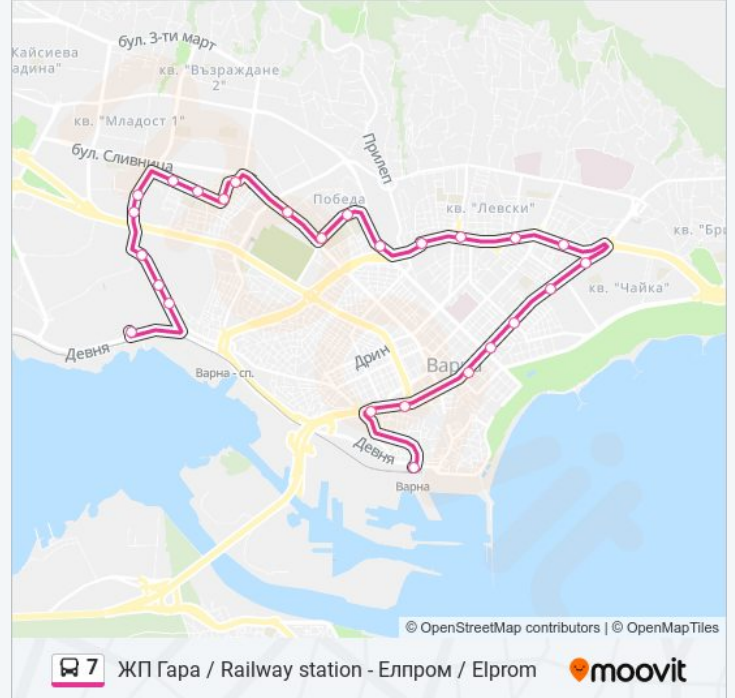 бул. 3-ти март
Кайсиева
адина"
кв. "Възраждане
2"
кв. "Младост 1"
бул. Сливница
Прилеп
Победа
кв. "Левски"
кв. "Бри
кв. "Чайка"
Девня
Варна - сп.
Дрин
Варна
Девня
Варна
© OpenStreetMap contributors | © OpenMapTiles
7 ЖП Гара / Railway station - Елпром / Elprom moovit